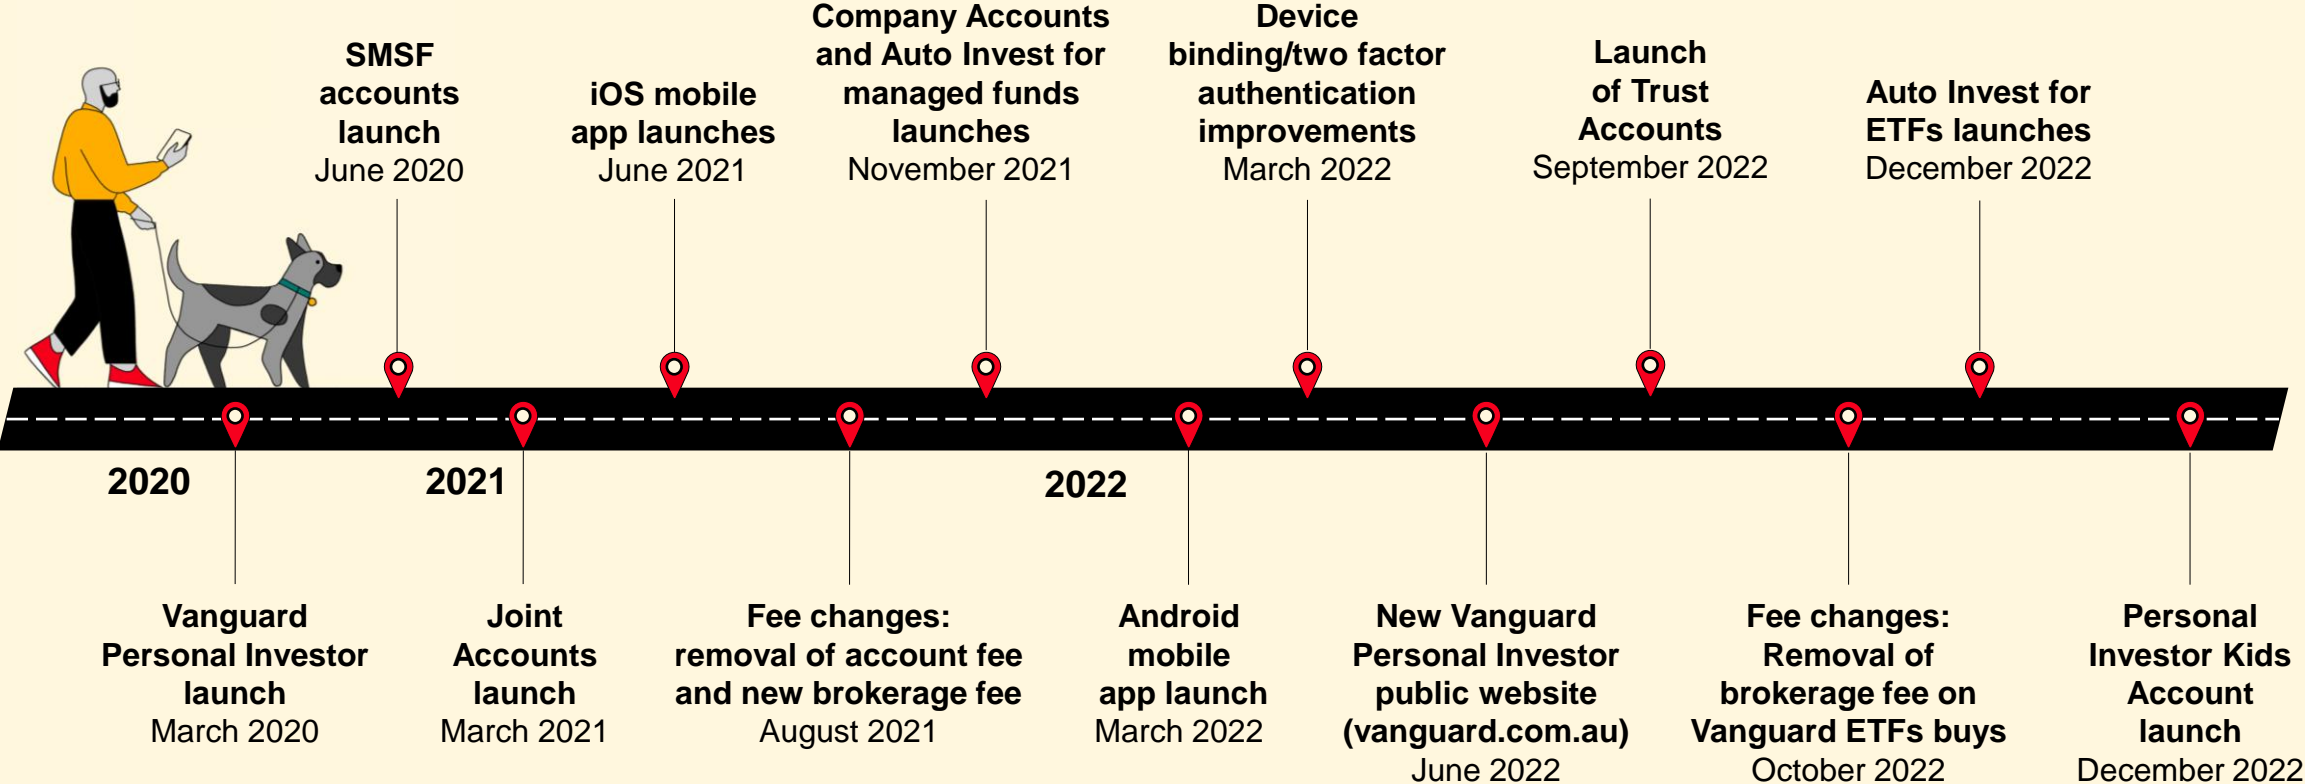 SMSF
accounts
launch
June 2020
iOS mobile
app launches
June 2021
Company Accounts
and Auto Invest for
managed funds
launches
November 2021
Device
binding/two factor
authentication
improvements
March 2022
Launch
of Trust
Accounts
September 2022
Auto Invest for
ETFs launches
December 2022
2020
2021
2022
Vanguard
Personal Investor
launch
March 2020
Joint
Accounts
launch
March 2021
Fee changes:
removal of account fee
and new brokerage fee
August 2021
Android
mobile
app launch
March 2022
New Vanguard
Personal Investor
public website
(vanguard.com.au)
June 2022
Fee changes:
Removal of
brokerage fee on
Vanguard ETFs buys
October 2022
Personal
Investor Kids
Account
launch
December 2022